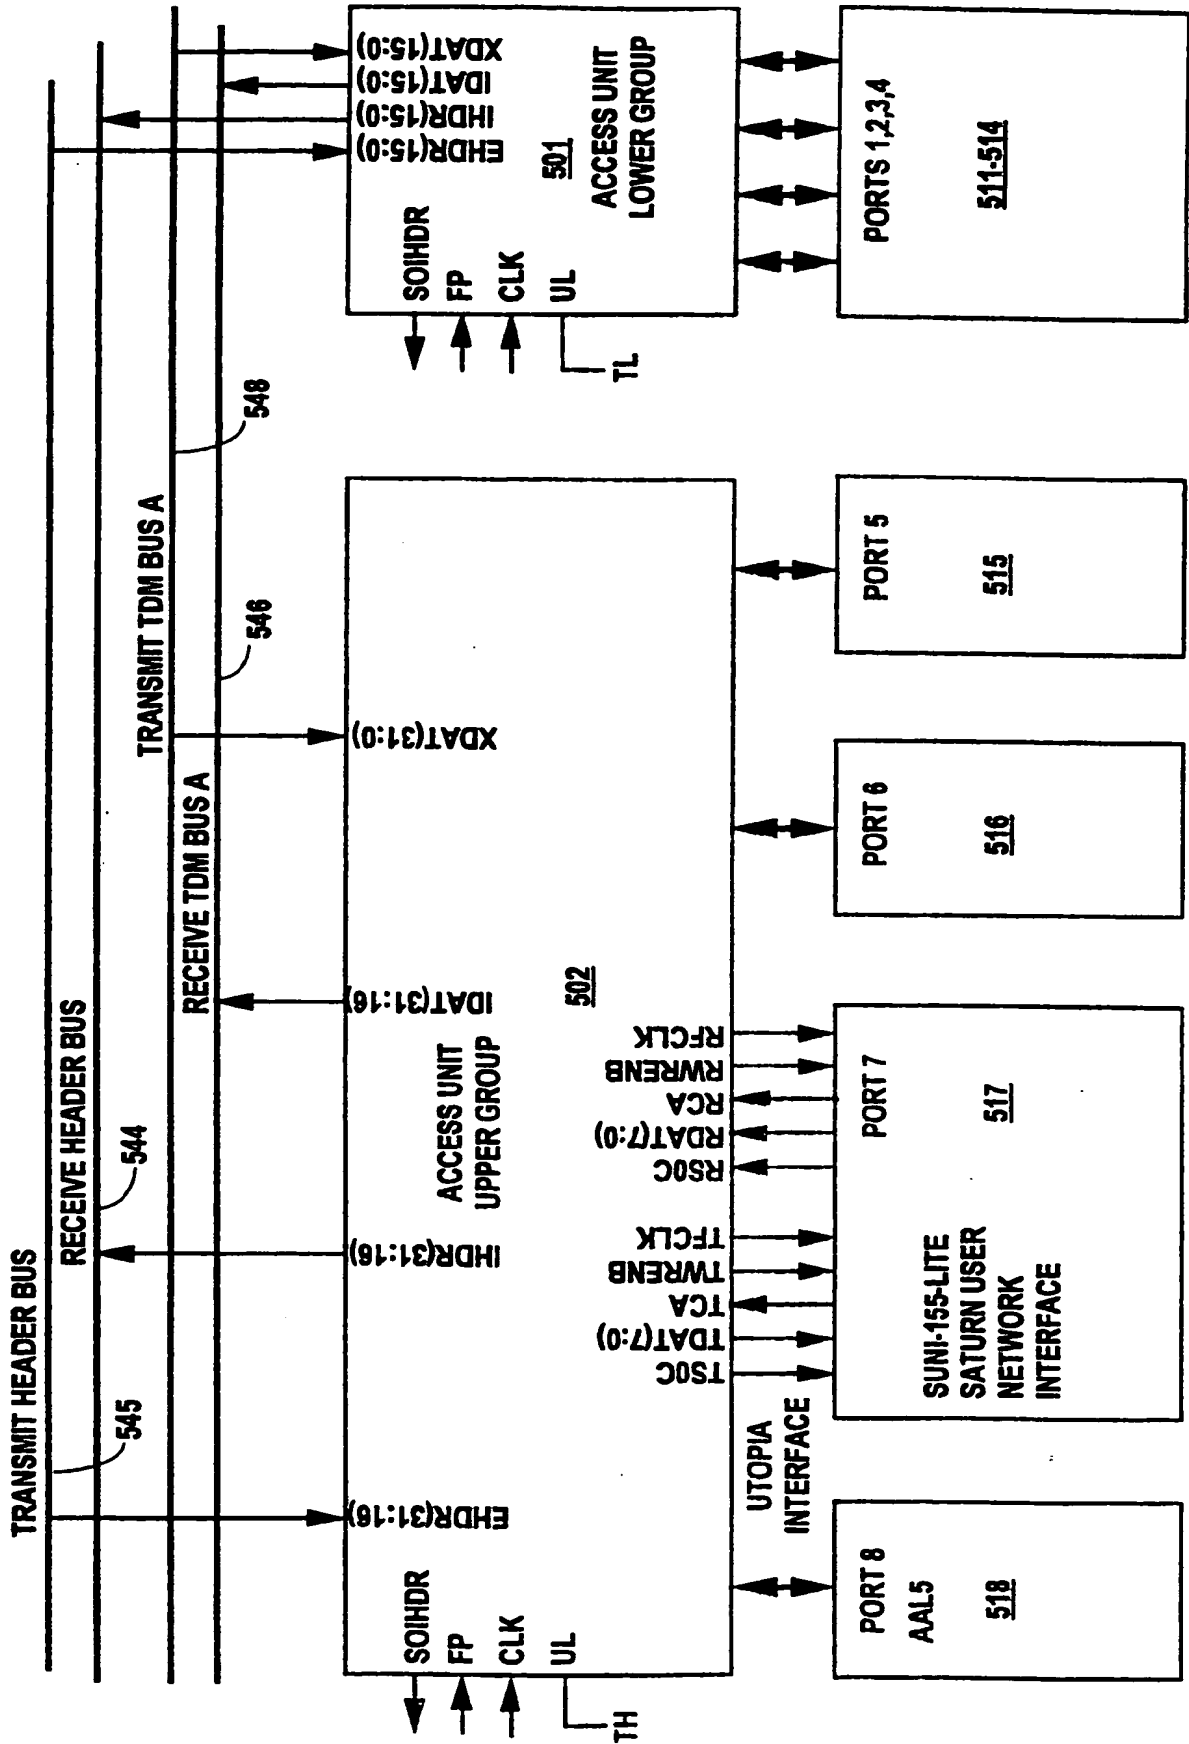 TRANSMIT HEADER BUS
545
RECEIVE HEADER BUS
544
TRANSMIT TDM BUS A
548
RECEIVE TDM BUS A
546
EHDR(31:16)
IHDR(31:16)
IDAT(31:16)
XDAT(31:0)
SOIHDR
FP
CLK
UL
TH
ACCESS UNIT
UPPER GROUP
502
TSOC
TDAT(7:0)
TCA
TWRENB
TFCLK
RSOC
RDAT(7:0)
RCA
RWRENB
RFCLK
UTOPIA
INTERFACE
EHDR(15:0)
IHDR(15:0)
IDAT(15:0)
XDAT(15:0)
SOIHDR
FP
CLK
UL
TL
501
ACCESS UNIT
LOWER GROUP
PORT 8
AAL5
518
PORT 7
517
SUNI-155-LITE
SATURN USER
NETWORK
INTERFACE
PORT 6
516
PORT 5
515
PORTS 1,2,3,4
511-514